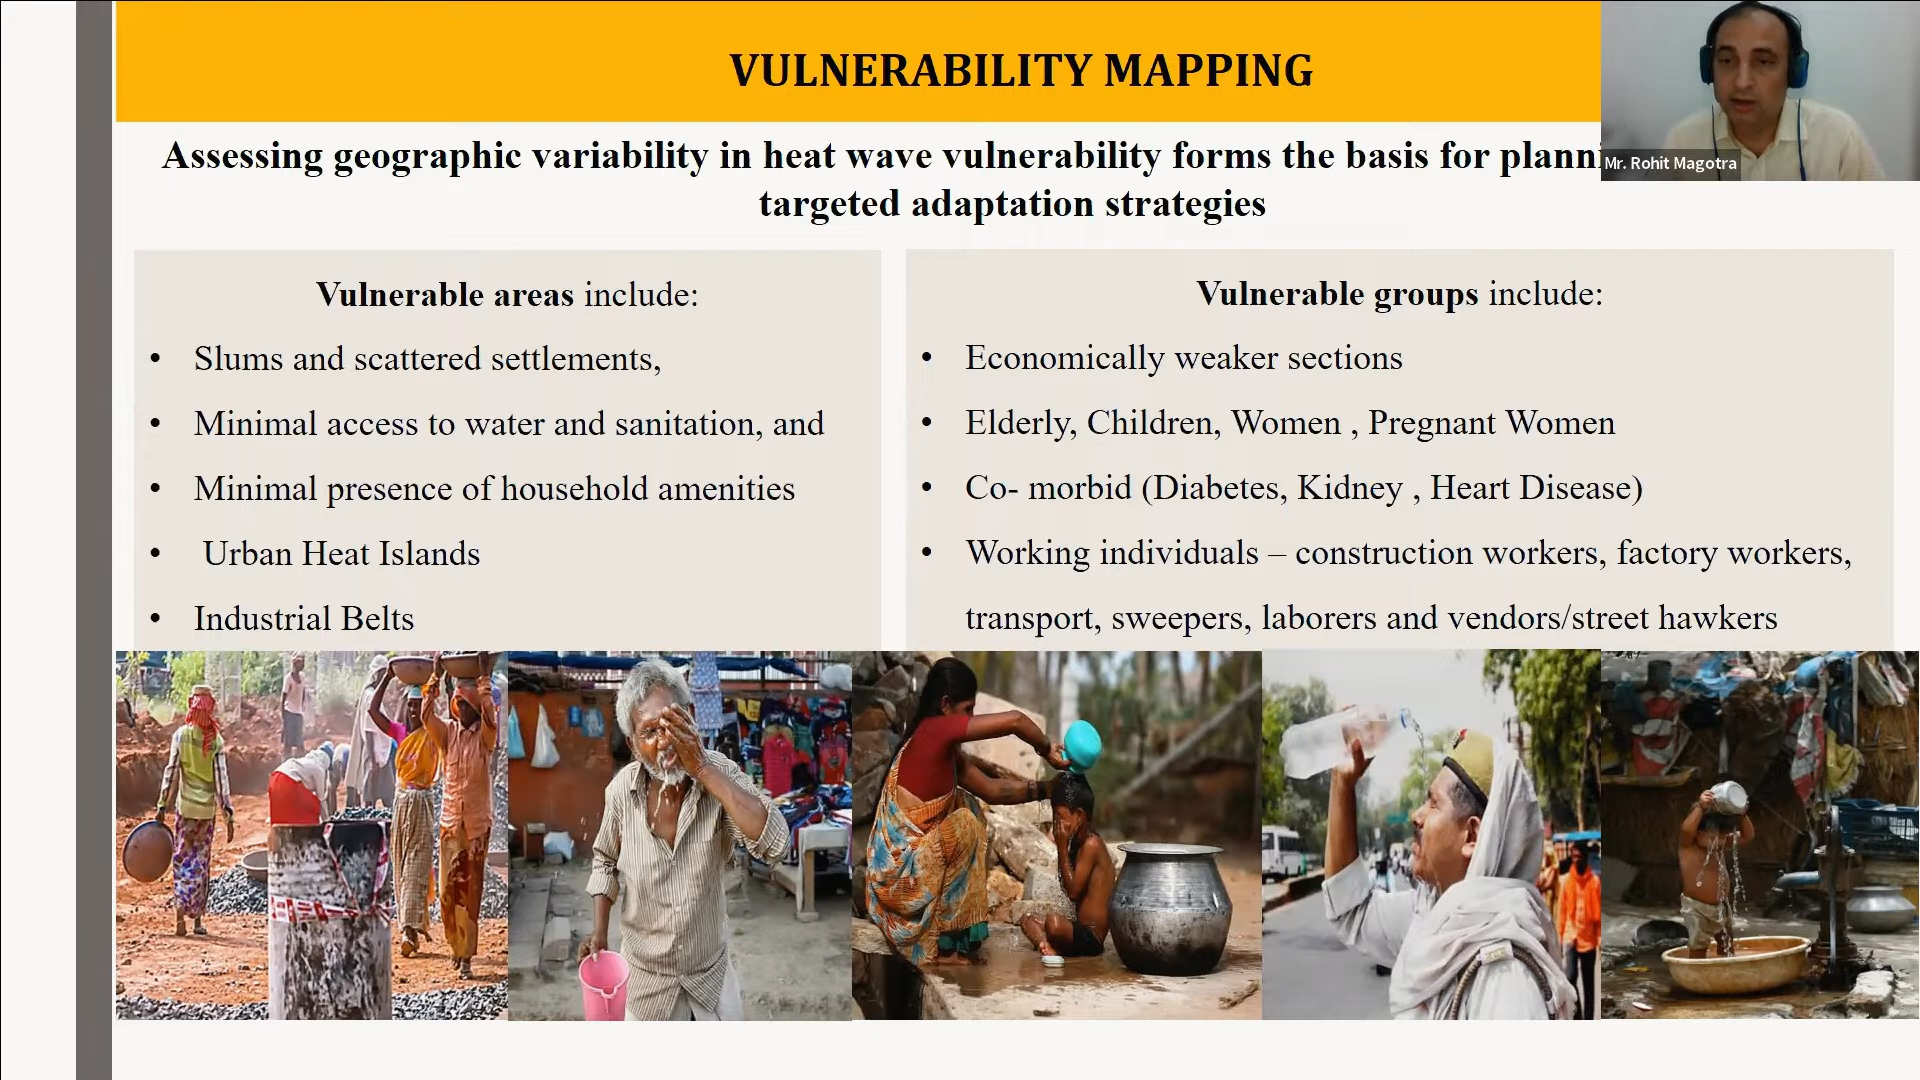 VULNERABILITY MAPPING
Assessing geographic variability in heat wave vulnerability forms the basis for
targeted adaptation strategies
Mr. Rohit Magotra
Vulnerable areas include:
• Slums and scattered settlements,
• Minimal access to water and sanitation, and
• Minimal presence of household amenities
• Urban Heat Islands
• Industrial Belts
Vulnerable groups include:
• Economically weaker sections
• Elderly, Children, Women , Pregnant Women
• Co- morbid (Diabetes, Kidney , Heart Disease)
• Working individuals – construction workers, factory workers,
transport, sweepers, laborers and vendors/street hawkers